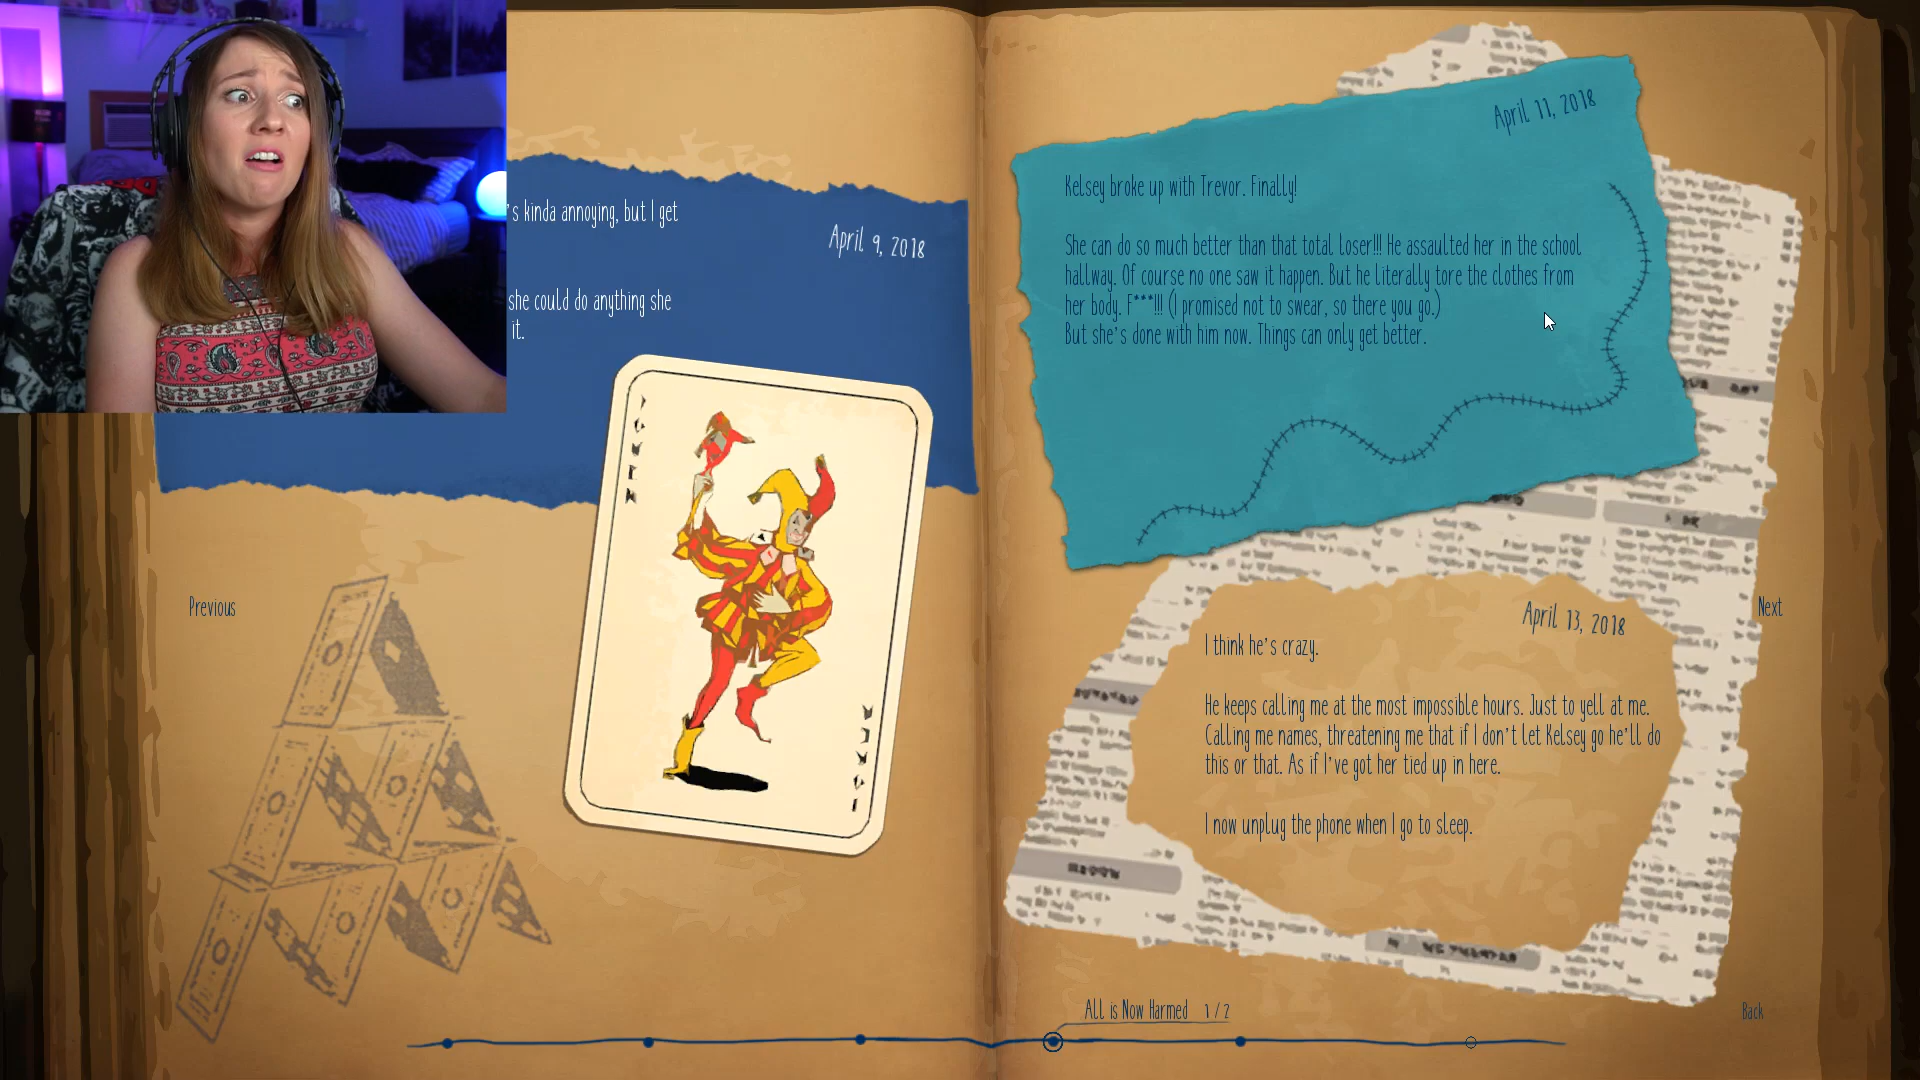 's kinda annoying, but I get
April 9, 2018
she could do anything she
it.
JOKER
JOKER
Previous
April 11, 2018
Kelsey broke up with Trevor. Finally!
She can do so much better than that total loser!!! He assaulted her in the school
hallway. Of course no one saw it happen. But he literally tore the clothes from
her body. F***!!! (I promised not to swear, so there you go.)
But she's done with him now. Things can only get better.
April 13, 2018
I think he's crazy.
He keeps calling me at the most impossible hours. Just to yell at me.
Calling me names, threatening me that if I don't let Kelsey go he'll do
this or that. As if I've got her tied up in here.
I now unplug the phone when I go to sleep.
Next
All is Now Harmed 1 / 2
Back